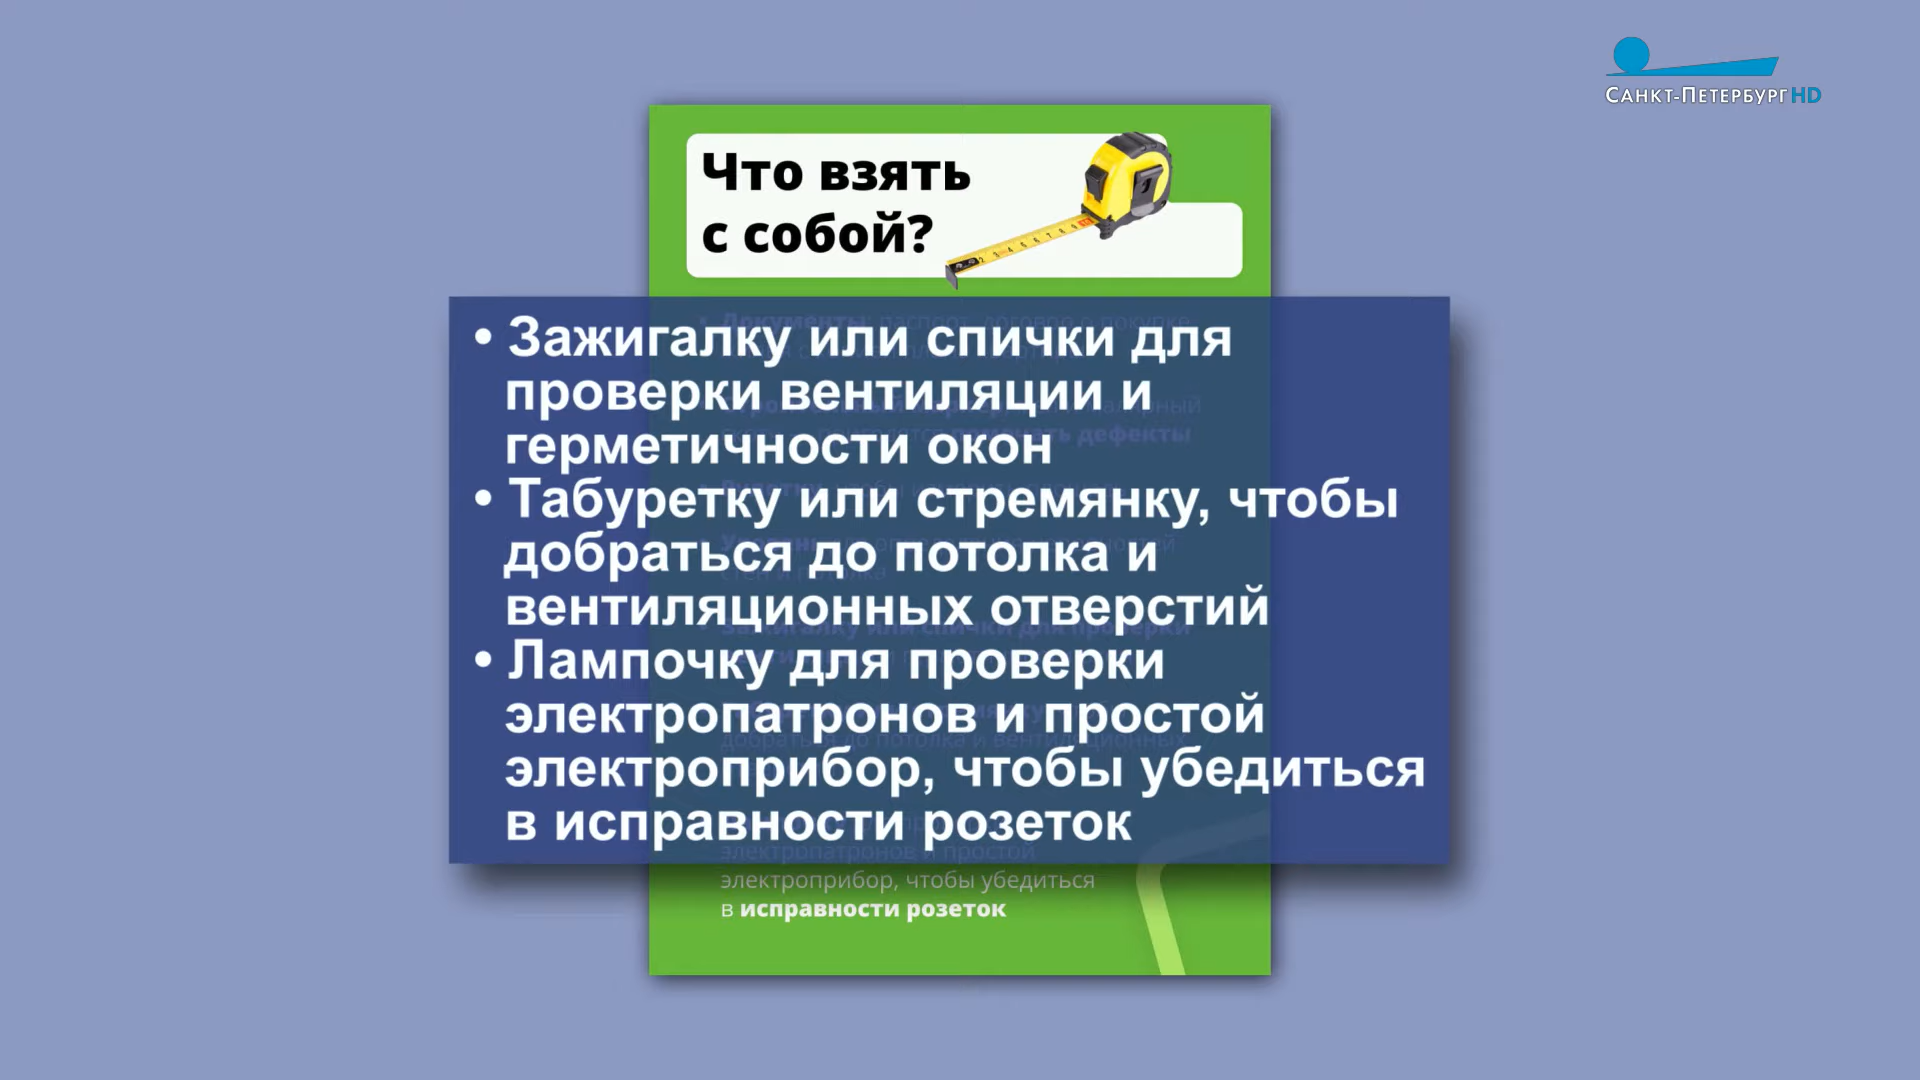 САНКТ-ПЕТЕРБУРГ HD
Что взять
с собой?
• Зажигалку или спички для
проверки вентиляции и
герметичности окон
• Табуретку или стремянку, чтобы
добраться до потолка и
вентиляционных отверстий
• Лампочку для проверки
электропатронов и простой
электроприбор, чтобы убедиться
в исправности розеток
электропатронов и простой
электроприбор, чтобы убедиться
в исправности розеток